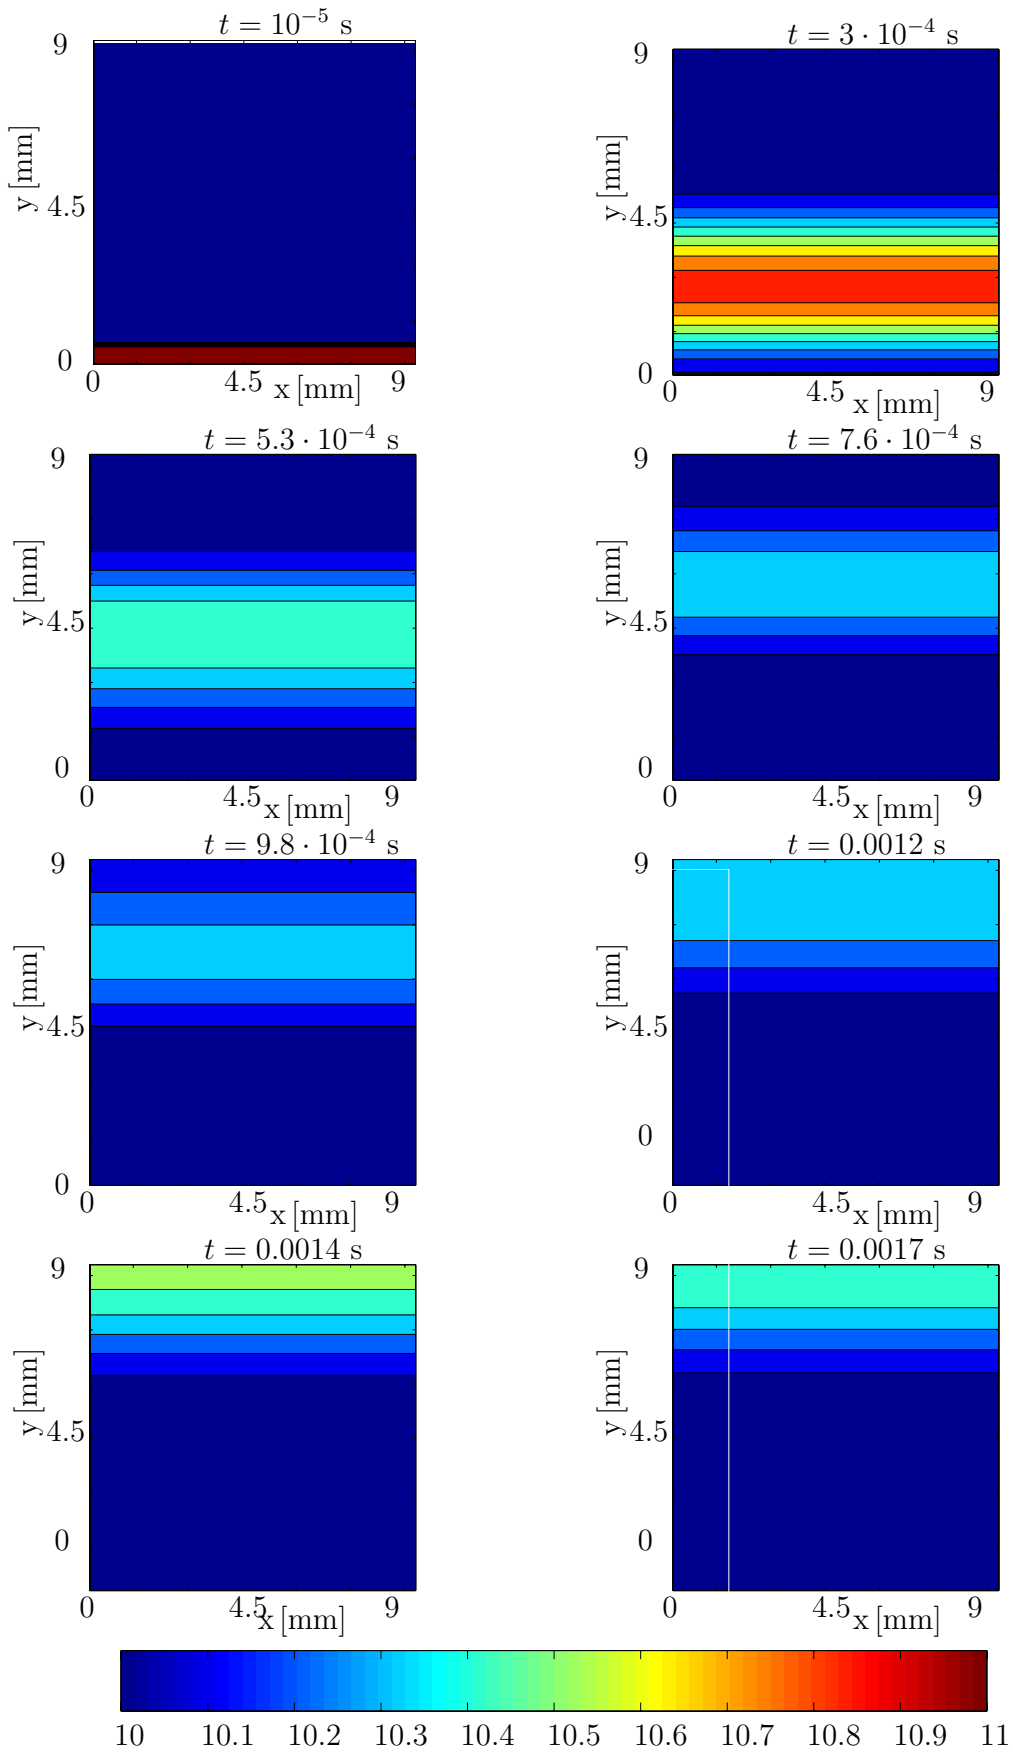 t = 10⁻⁵ s
9
y [mm]
4.5
0
0 4.5 9
x [mm]
t = 3 · 10⁻⁴ s
9
y [mm]
4.5
0
0 4.5 9
x [mm]
t = 5.3 · 10⁻⁴ s
9
y [mm]
4.5
0
0 4.5 9
x [mm]
t = 7.6 · 10⁻⁴ s
9
y [mm]
4.5
0
0 4.5 9
x [mm]
t = 9.8 · 10⁻⁴ s
9
y [mm]
4.5
0
0 4.5 9
x [mm]
t = 0.0012 s
9
y [mm]
4.5
0
0 4.5 9
x [mm]
t = 0.0014 s
9
y [mm]
4.5
0
0 4.5 9
x [mm]
t = 0.0017 s
9
y [mm]
4.5
0
0 4.5 9
x [mm]
10 10.1 10.2 10.3 10.4 10.5 10.6 10.7 10.8 10.9 11